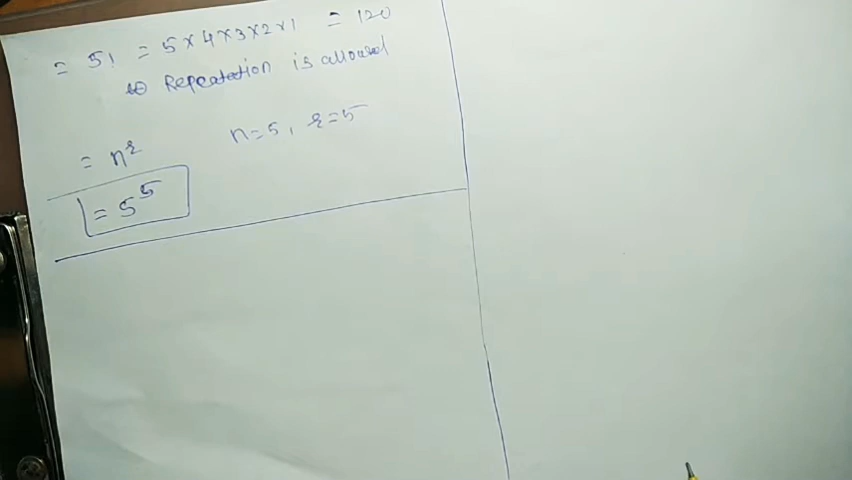 = 5! = 5×4×3×2×1 = 120
Repeatation is allowed
= n^r n=5, r=5
= 5^5